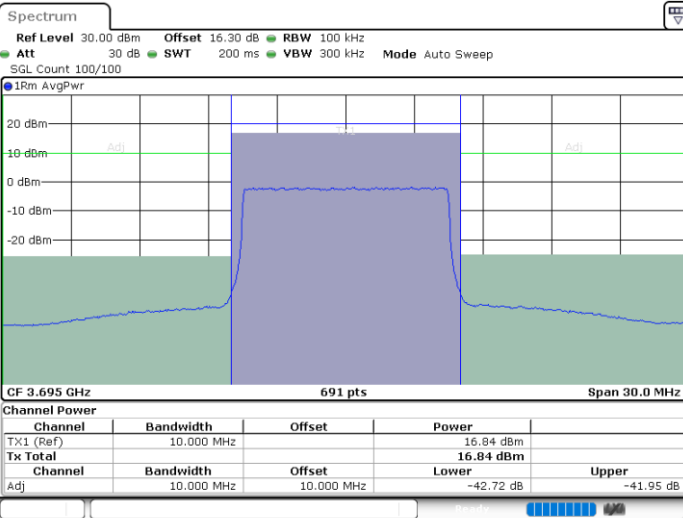 Spectrum
Ref Level 30.00 dBm Offset 16.30 dB RBW 100 kHz
Att 30 dB SWT 200 ms VBW 300 kHz Mode Auto Sweep
SGL Count 100/100
1Rm AvgPwr
20 dBm
TX1
Adj Adj
10 dBm
0 dBm
-10 dBm
-20 dBm
CF 3.695 GHz 691 pts Span 30.0 MHz
Channel Power
Channel Bandwidth Offset Power
TX1 (Ref) 10.000 MHz 16.84 dBm
Tx Total 16.84 dBm
Channel Bandwidth Offset Lower Upper
Adj 10.000 MHz 10.000 MHz -42.72 dB -41.95 dB
Ready